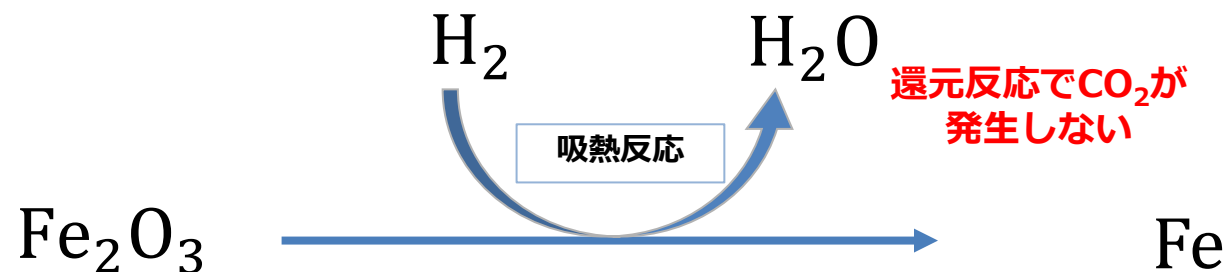 H₂
H₂O
還元反応でCO₂が
発生しない
吸熱反応
Fe₂O₃
Fe